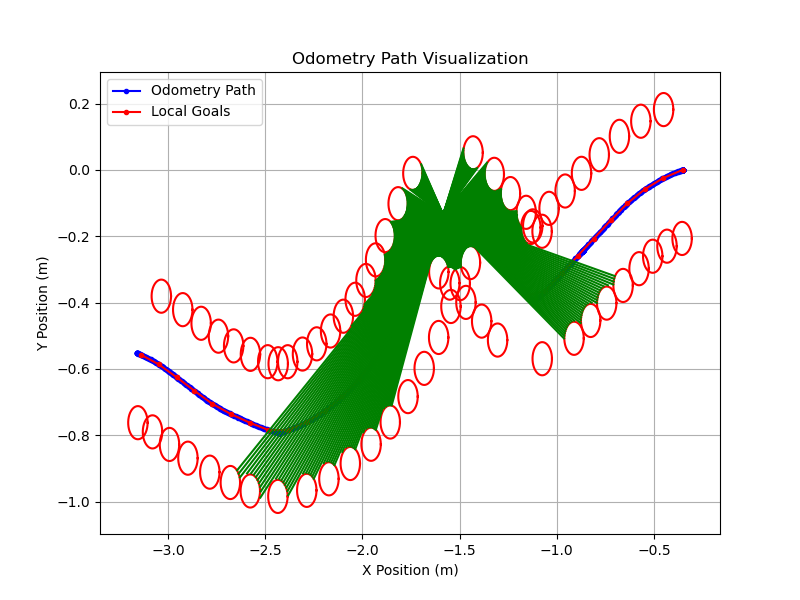 Odometry Path Visualization
Odometry Path
Local Goals
Y Position (m)
0.2
0.0
−0.2
−0.4
−0.6
−0.8
−1.0
−3.0 −2.5 −2.0 −1.5 −1.0 −0.5
X Position (m)